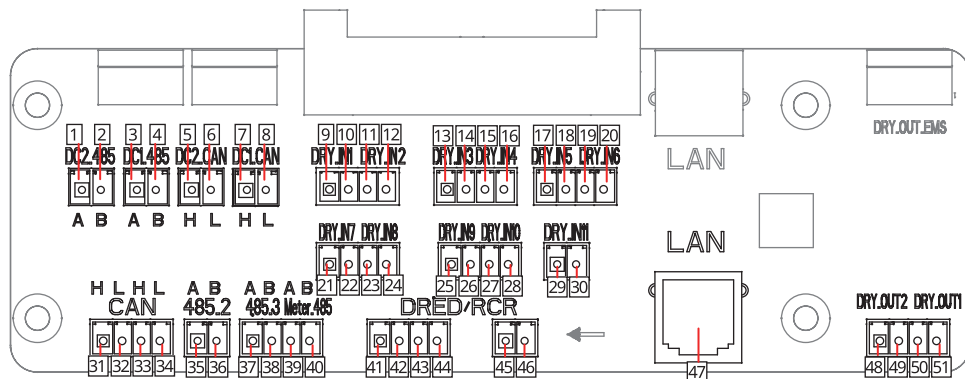 DRY.OUT.EMS
1 2 3 4 5 6 7 8 9 10 11 12 13 14 15 16 17 18 19 20
DC2.485 DC1.485 DC2.CAN DC1.CAN DRY.IN1 DRY.IN2 DRY.IN3 DRY.IN4 DRY.IN5 DRY.IN6
LAN
A B A B H L H L
DRY.IN7 DRY.IN8 DRY.IN9 DRY.IN10 DRY.IN11
LAN
21 22 23 24 25 26 27 28 29 30
H L H L A B A B A B
CAN 485.2 485.3 Meter.485 DRED/RCR
DRY.OUT2 DRY.OUT1
31 32 33 34 35 36 37 38 39 40 41 42 43 44 45 46 47 48 49 50 51